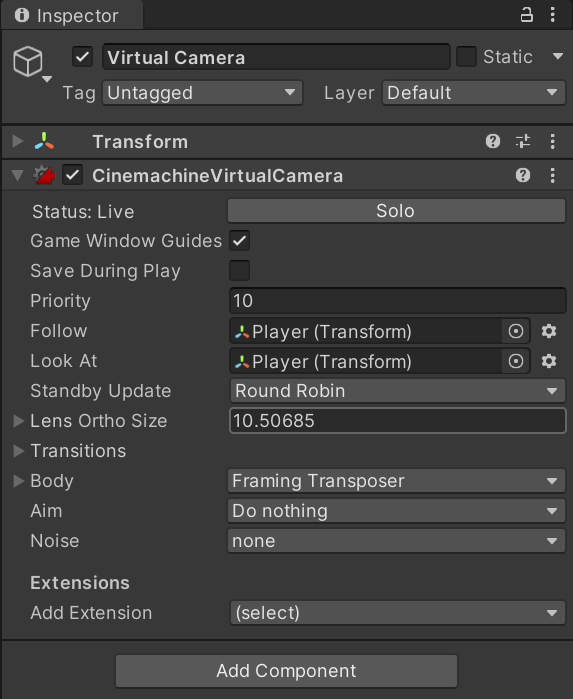 Inspector
Virtual Camera Static
Tag Untagged Layer Default
Transform
CinemachineVirtualCamera
Status: Live Solo
Game Window Guides
Save During Play
Priority 10
Follow Player (Transform)
Look At Player (Transform)
Standby Update Round Robin
Lens Ortho Size 10.50685
Transitions
Body Framing Transposer
Aim Do nothing
Noise none
Extensions
Add Extension (select)
Add Component